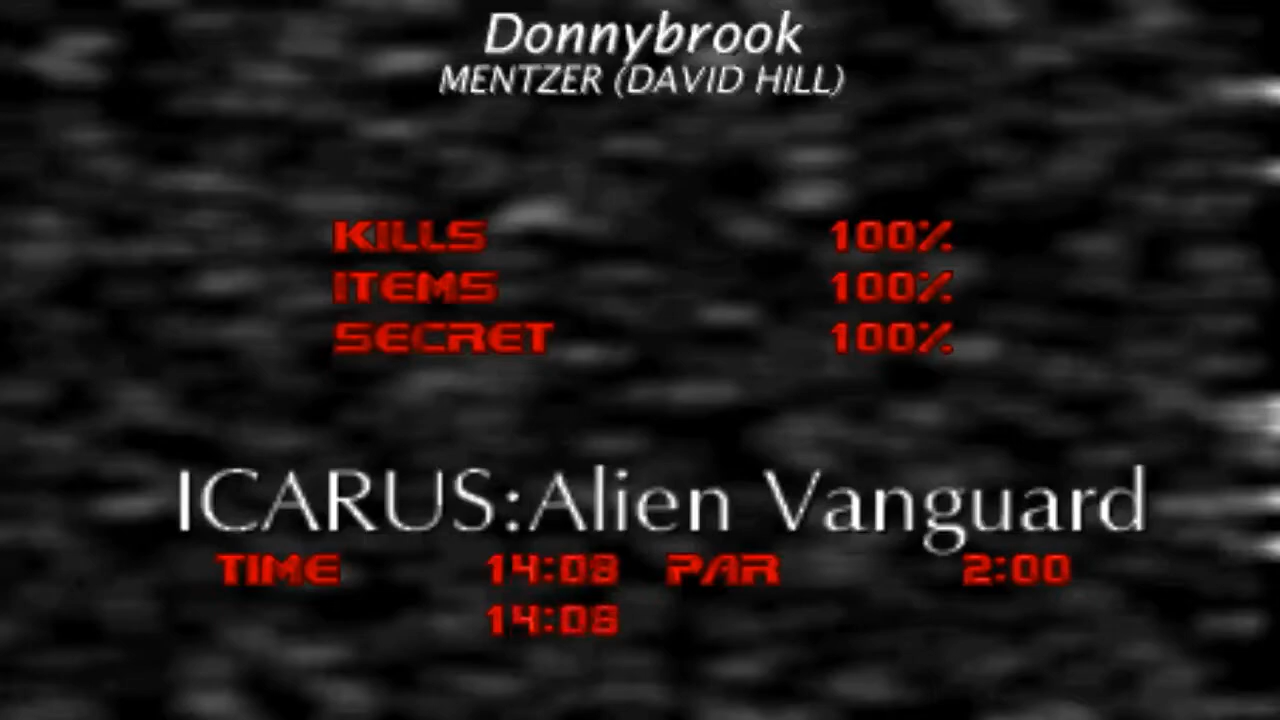 Donnybrook
MENTZER (DAVID HILL)
KILLS 100%
ITEMS 100%
SECRET 100%
ICARUS:Alien Vanguard
TIME 14:08 PAR 2:00
14:08